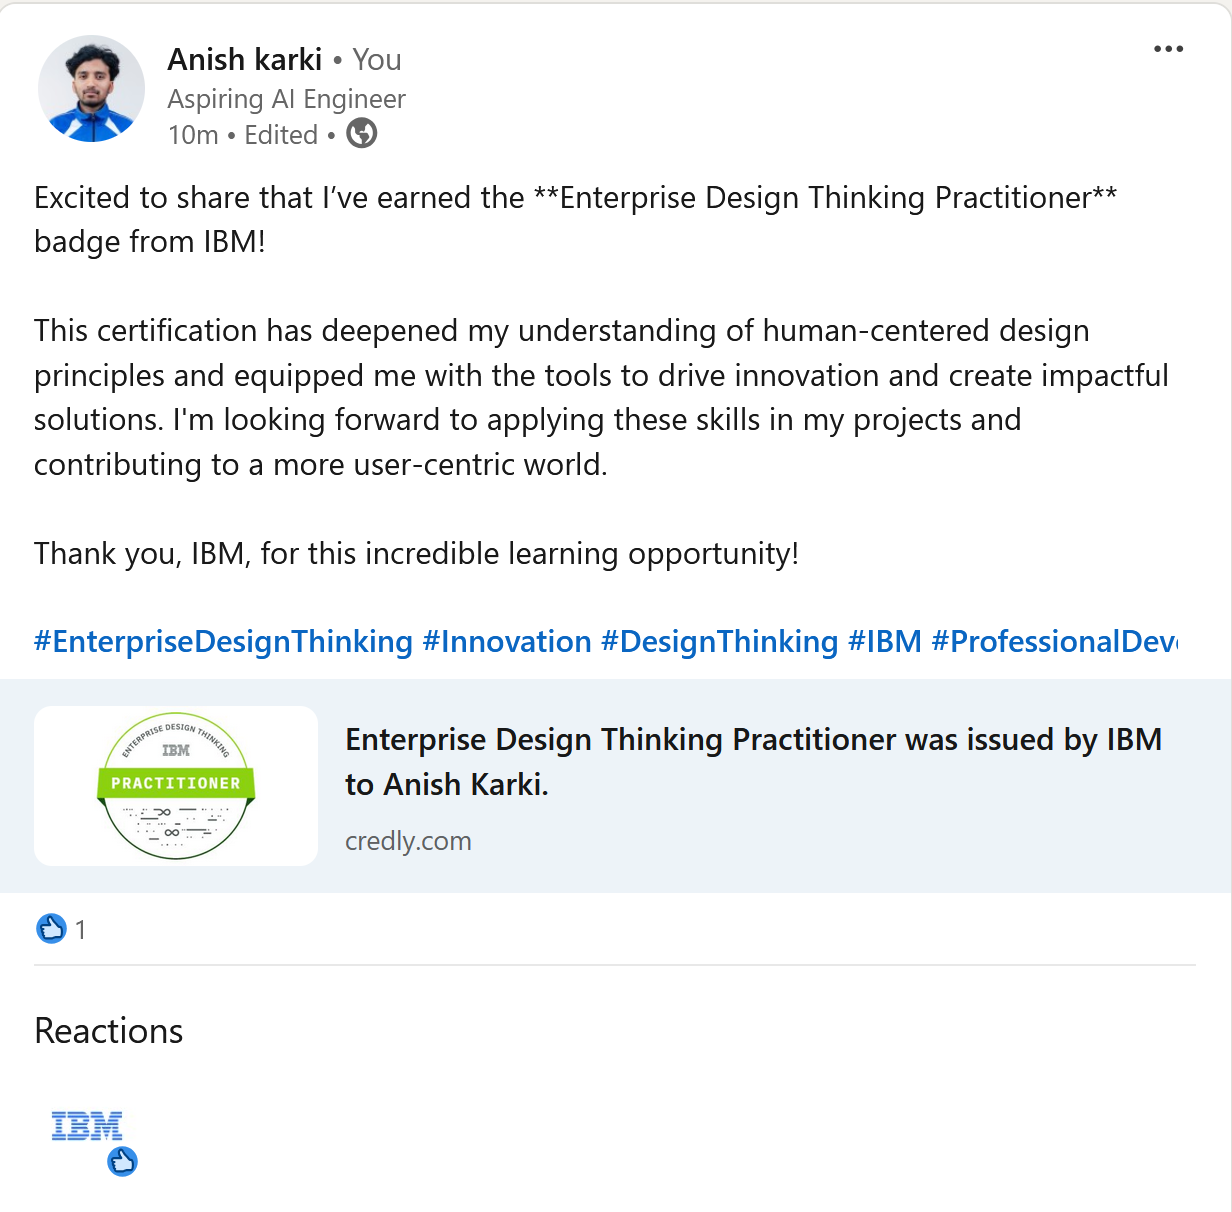 Anish karki • You
Aspiring AI Engineer
10m • Edited •
Excited to share that I’ve earned the **Enterprise Design Thinking Practitioner**
badge from IBM!
This certification has deepened my understanding of human-centered design
principles and equipped me with the tools to drive innovation and create impactful
solutions. I'm looking forward to applying these skills in my projects and
contributing to a more user-centric world.
Thank you, IBM, for this incredible learning opportunity!
#EnterpriseDesignThinking #Innovation #DesignThinking #IBM #ProfessionalDev
ENTERPRISE DESIGN THINKING
IBM
PRACTITIONER
Enterprise Design Thinking Practitioner was issued by IBM
to Anish Karki.
credly.com
1
Reactions
IBM